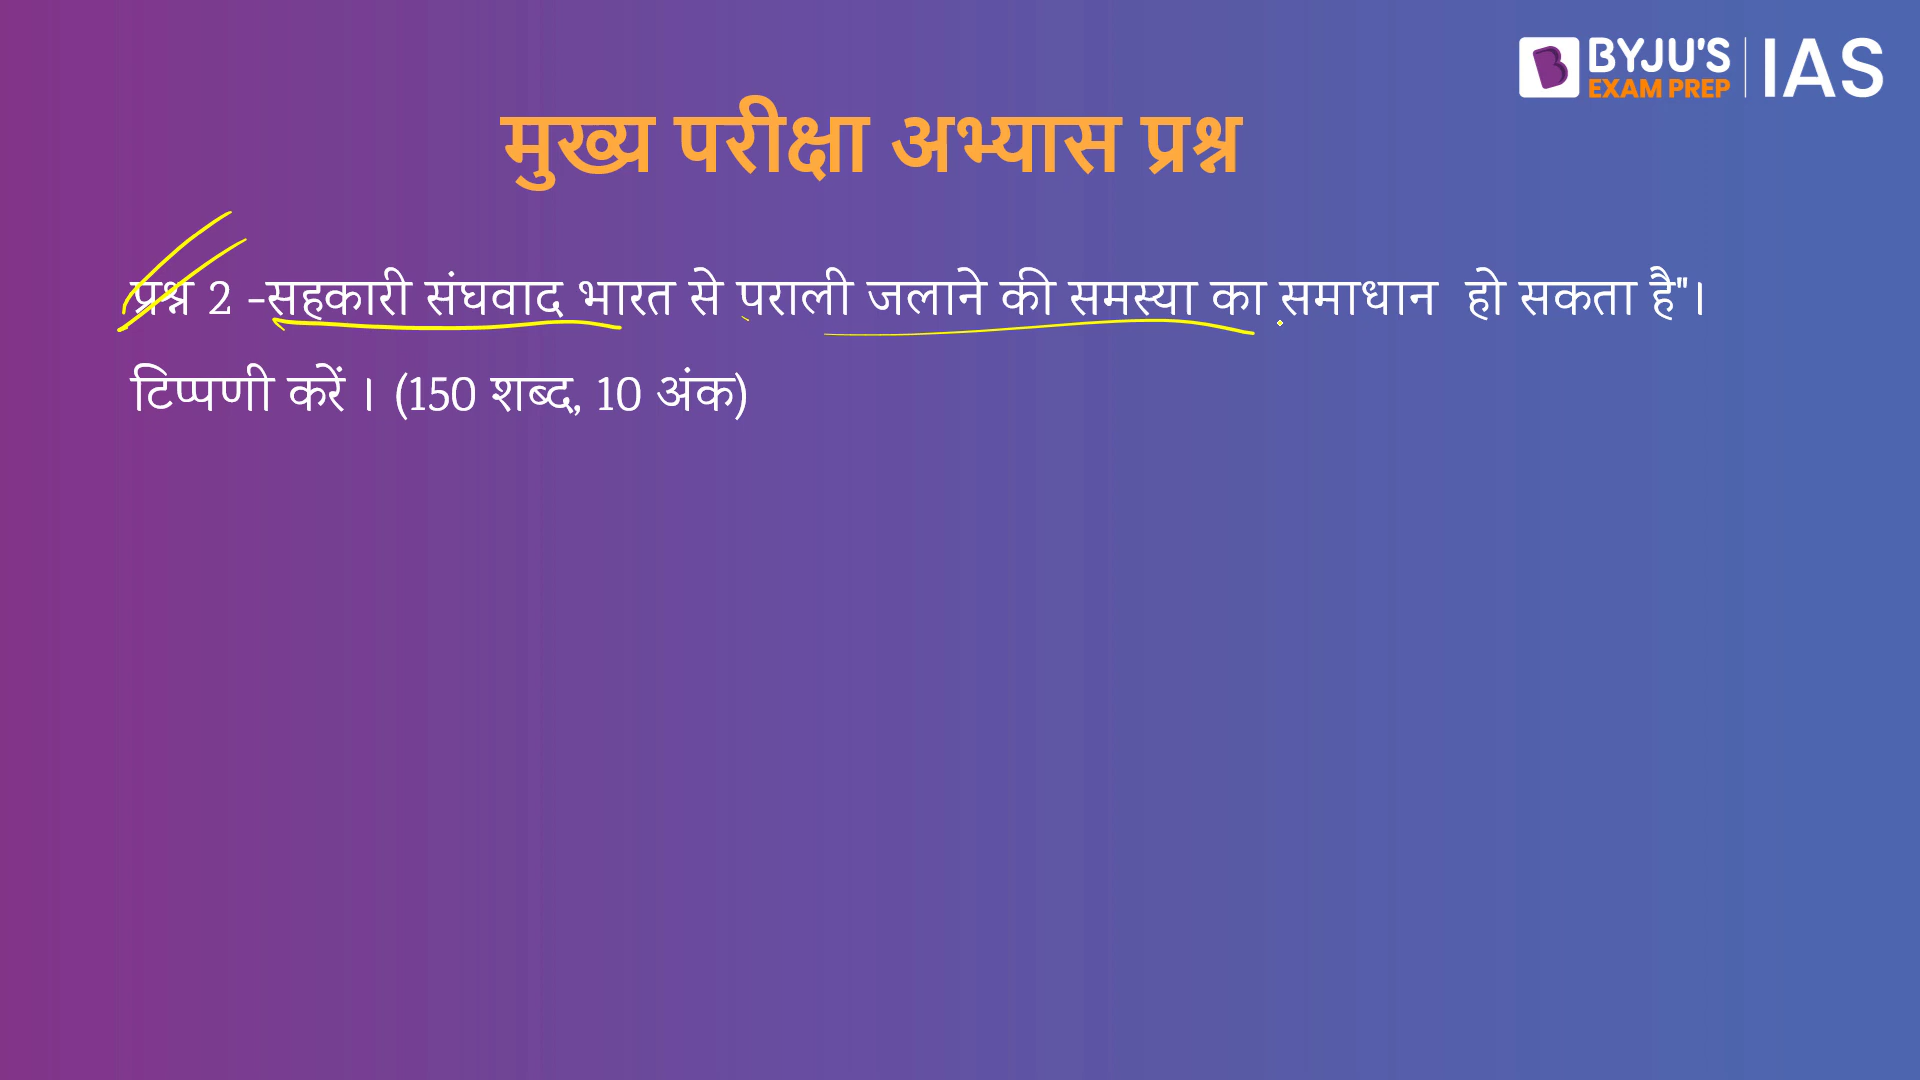 BYJU'S
EXAM PREP
IAS
मुख्य परीक्षा अभ्यास प्रश्न
प्रश्न 2 -सहकारी संघवाद भारत से पराली जलाने की समस्या का समाधान हो सकता है"।
टिप्पणी करें । (150 शब्द, 10 अंक)